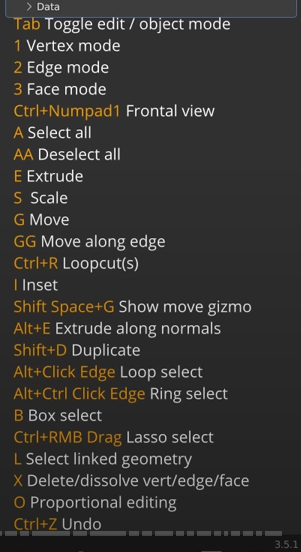 > Data
Tab Toggle edit / object mode
1 Vertex mode
2 Edge mode
3 Face mode
Ctrl+Numpad1 Frontal view
A Select all
AA Deselect all
E Extrude
S Scale
G Move
GG Move along edge
Ctrl+R Loopcut(s)
I Inset
Shift Space+G Show move gizmo
Alt+E Extrude along normals
Shift+D Duplicate
Alt+Click Edge Loop select
Alt+Ctrl Click Edge Ring select
B Box select
Ctrl+RMB Drag Lasso select
L Select linked geometry
X Delete/dissolve vert/edge/face
O Proportional editing
Ctrl+Z Undo
3.5.1